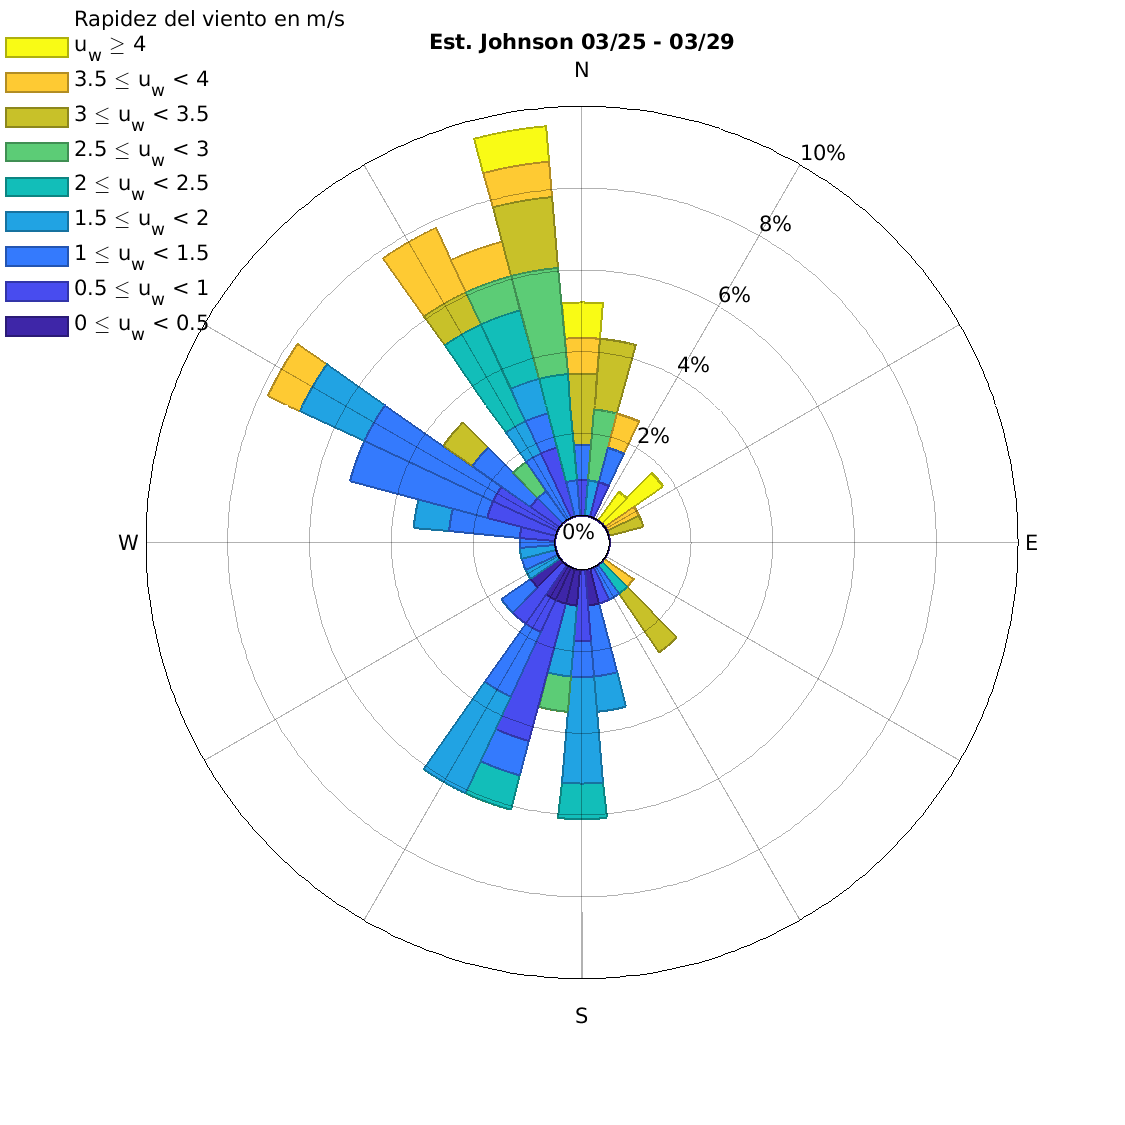 Rapidez del viento en m/s
u_w ≥ 4
3.5 ≤ u_w < 4
3 ≤ u_w < 3.5
2.5 ≤ u_w < 3
2 ≤ u_w < 2.5
1.5 ≤ u_w < 2
1 ≤ u_w < 1.5
0.5 ≤ u_w < 1
0 ≤ u_w < 0.5
Est. Johnson 03/25 - 03/29
N
10%
8%
6%
4%
2%
0%
W
E
S